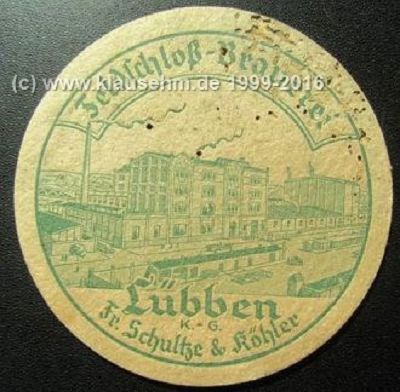 Feldschloß-Brauerei
(c) www.klausehm.de 1999-2016
Lübben
K.-G.
Fr. Schultze & Köhler